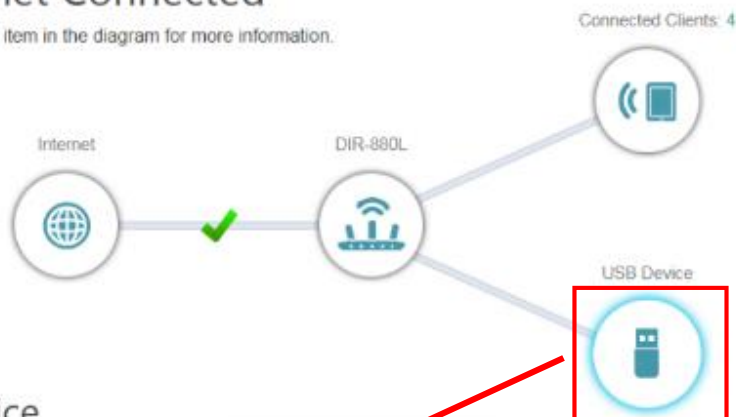 item in the diagram for more information.
Connected Clients: 4
Internet
DIR-880L
USB Device